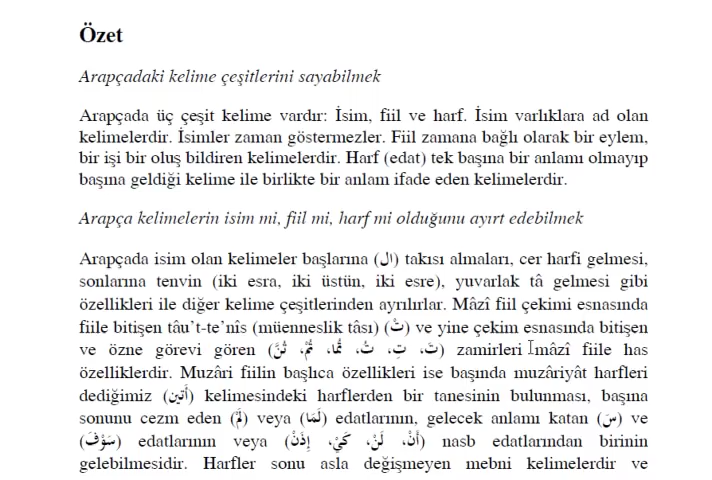 Özet
Arapçadaki kelime çeşitlerini sayabilmek
Arapçada üç çeşit kelime vardır: İsim, fiil ve harf. İsim varlıklara ad olan
kelimelerdir. İsimler zaman göstermezler. Fiil zamana bağlı olarak bir eylem,
bir işi bir oluş bildiren kelimelerdir. Harf (edat) tek başına bir anlamı olmayıp
başına geldiği kelime ile birlikte bir anlam ifade eden kelimelerdir.
Arapça kelimelerin isim mi, fiil mi, harf mi olduğunu ayırt edebilmek
Arapçada isim olan kelimeler başlarına (ال) takısı almaları, cer harfi gelmesi,
sonlarına tenvin (iki esra, iki üstün, iki esre), yuvarlak tâ gelmesi gibi
özellikleri ile diğer kelime çeşitlerinden ayrılırlar. Mâzî fiil çekimi esnasında
fiile bitişen tâu't-te'nîs (müenneslik tâsı) (تْ) ve yine çekim esnasında bitişen
ve özne görevi gören (تَ، تِ، تُ، تُمَا، تُمْ، تُنَّ) zamirleri mâzî fiile has
özelliklerdir. Muzâri fiilin başlıca özellikleri ise başında muzâriyât harfleri
dediğimiz (أَتين) kelimesindeki harflerden bir tanesinin bulunması, başına
sonunu cezm eden (لَمْ) veya (لَمَّا) edatlarının, gelecek anlamı katan (سَ) ve
(سَوْفَ) edatlarının veya (أَنْ، لَنْ، كَيْ، إِذَنْ) nasb edatlarından birinin
gelebilmesidir. Harfler sonu asla değişmeyen mebni kelimelerdir ve